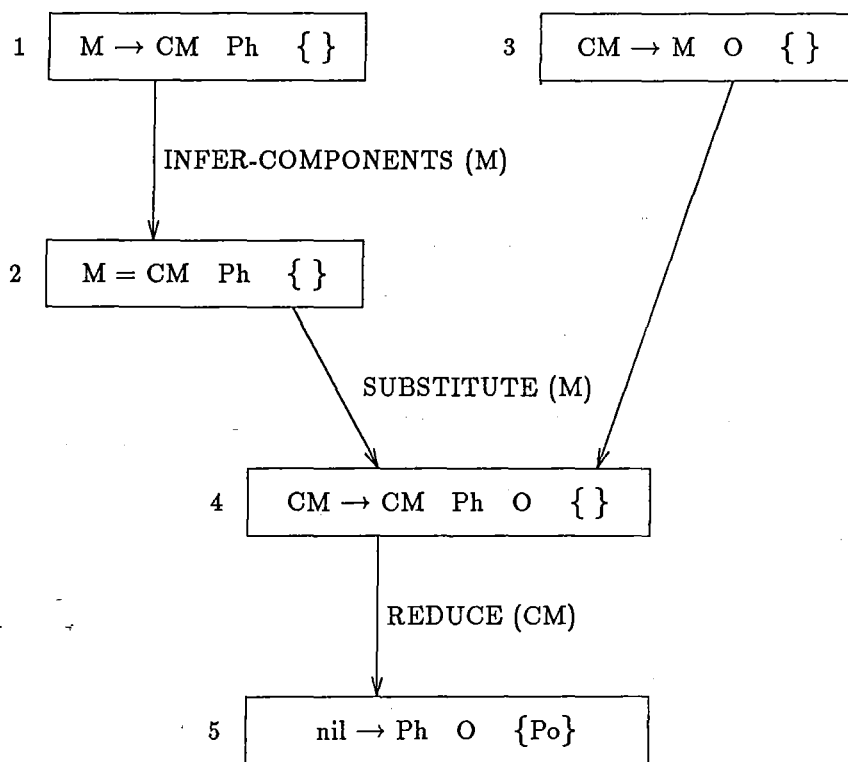 1 M → CM Ph { }
3 CM → M O { }
INFER-COMPONENTS (M)
2 M = CM Ph { }
SUBSTITUTE (M)
4 CM → CM Ph O { }
REDUCE (CM)
5 nil → Ph O {Po}